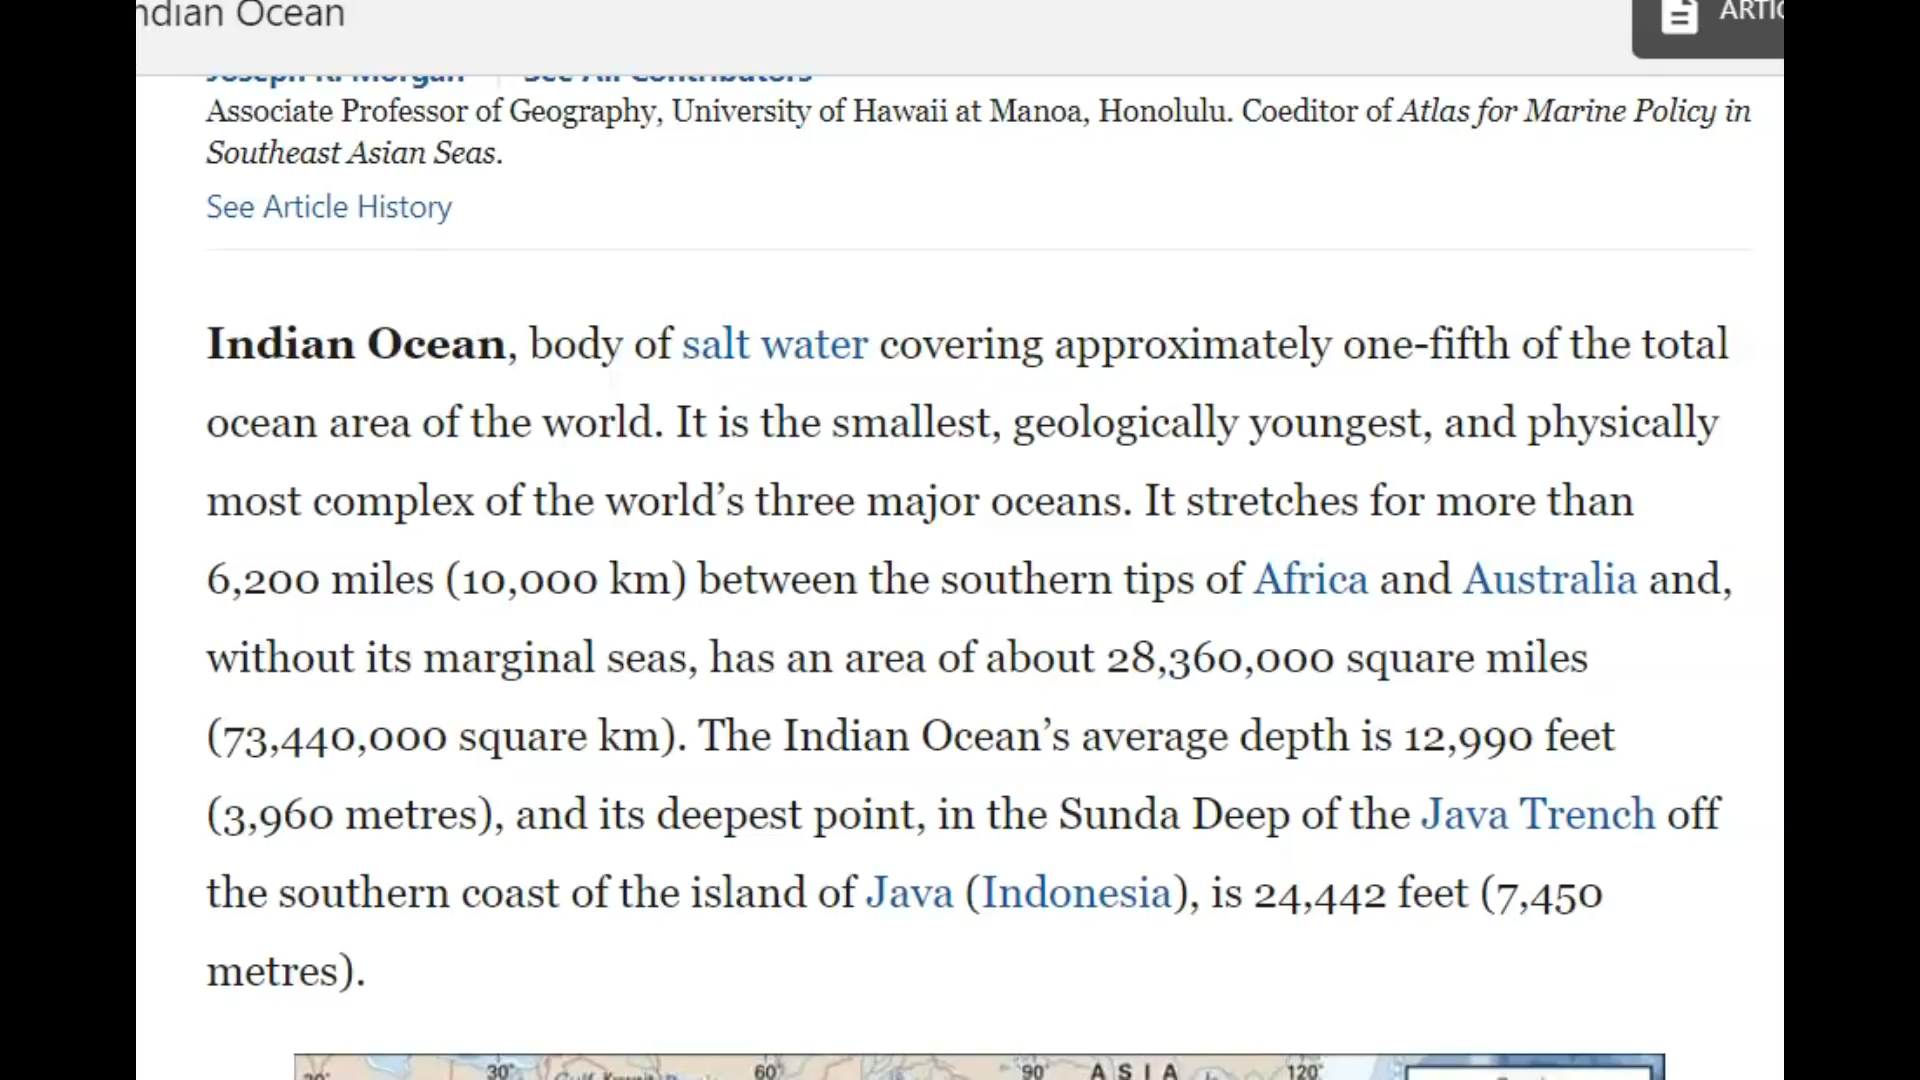 ndian Ocean
ARTIC
Joseph R. Morgan See All Contributors
Associate Professor of Geography, University of Hawaii at Manoa, Honolulu. Coeditor of Atlas for Marine Policy in
Southeast Asian Seas.
See Article History
Indian Ocean, body of salt water covering approximately one-fifth of the total
ocean area of the world. It is the smallest, geologically youngest, and physically
most complex of the world’s three major oceans. It stretches for more than
6,200 miles (10,000 km) between the southern tips of Africa and Australia and,
without its marginal seas, has an area of about 28,360,000 square miles
(73,440,000 square km). The Indian Ocean’s average depth is 12,990 feet
(3,960 metres), and its deepest point, in the Sunda Deep of the Java Trench off
the southern coast of the island of Java (Indonesia), is 24,442 feet (7,450
metres).
30° 60° 90° ASIA 120°